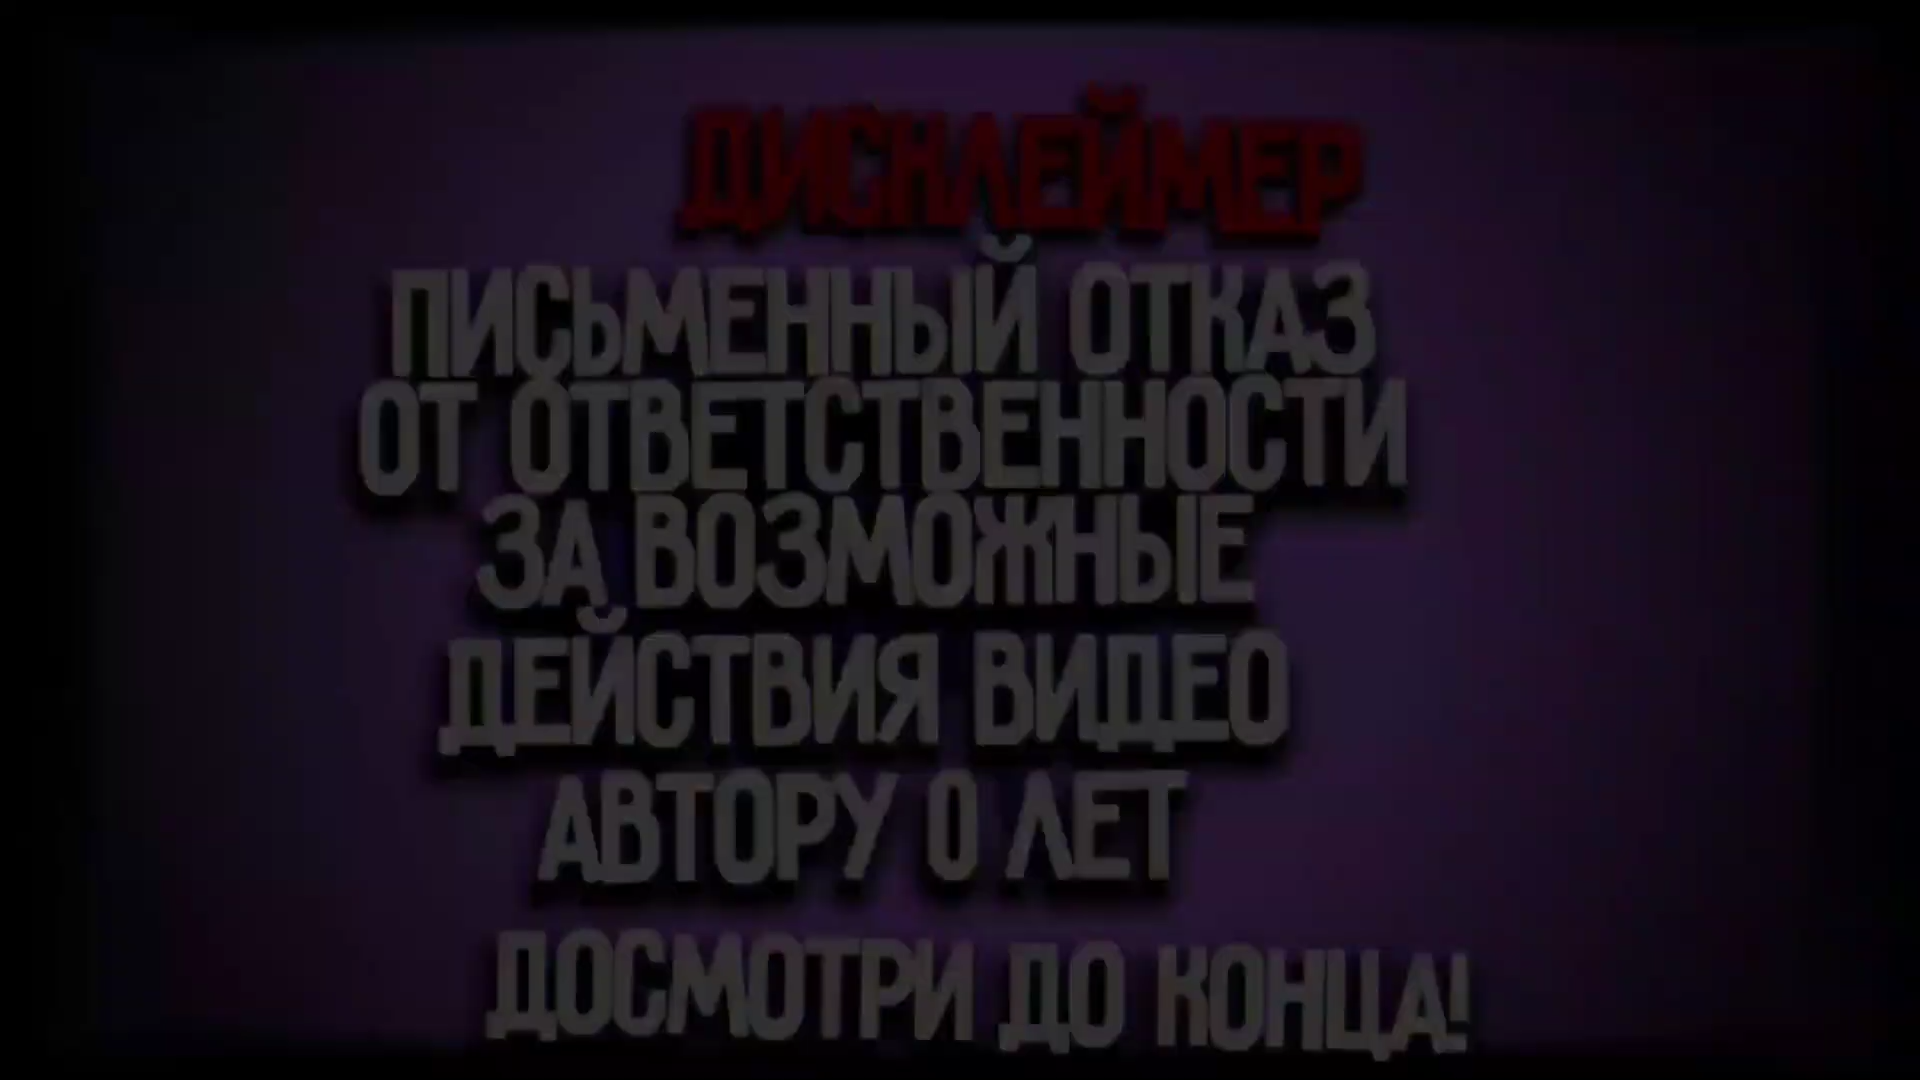 ДИСКЛЕЙМЕР
ПИСЬМЕННЫЙ ОТКАЗ
ОТ ОТВЕТСТВЕННОСТИ
ЗА ВОЗМОЖНЫЕ
ДЕЙСТВИЯ ВИДЕО
АВТОРУ 0 ЛЕТ
ДОСМОТРИ ДО КОНЦА!